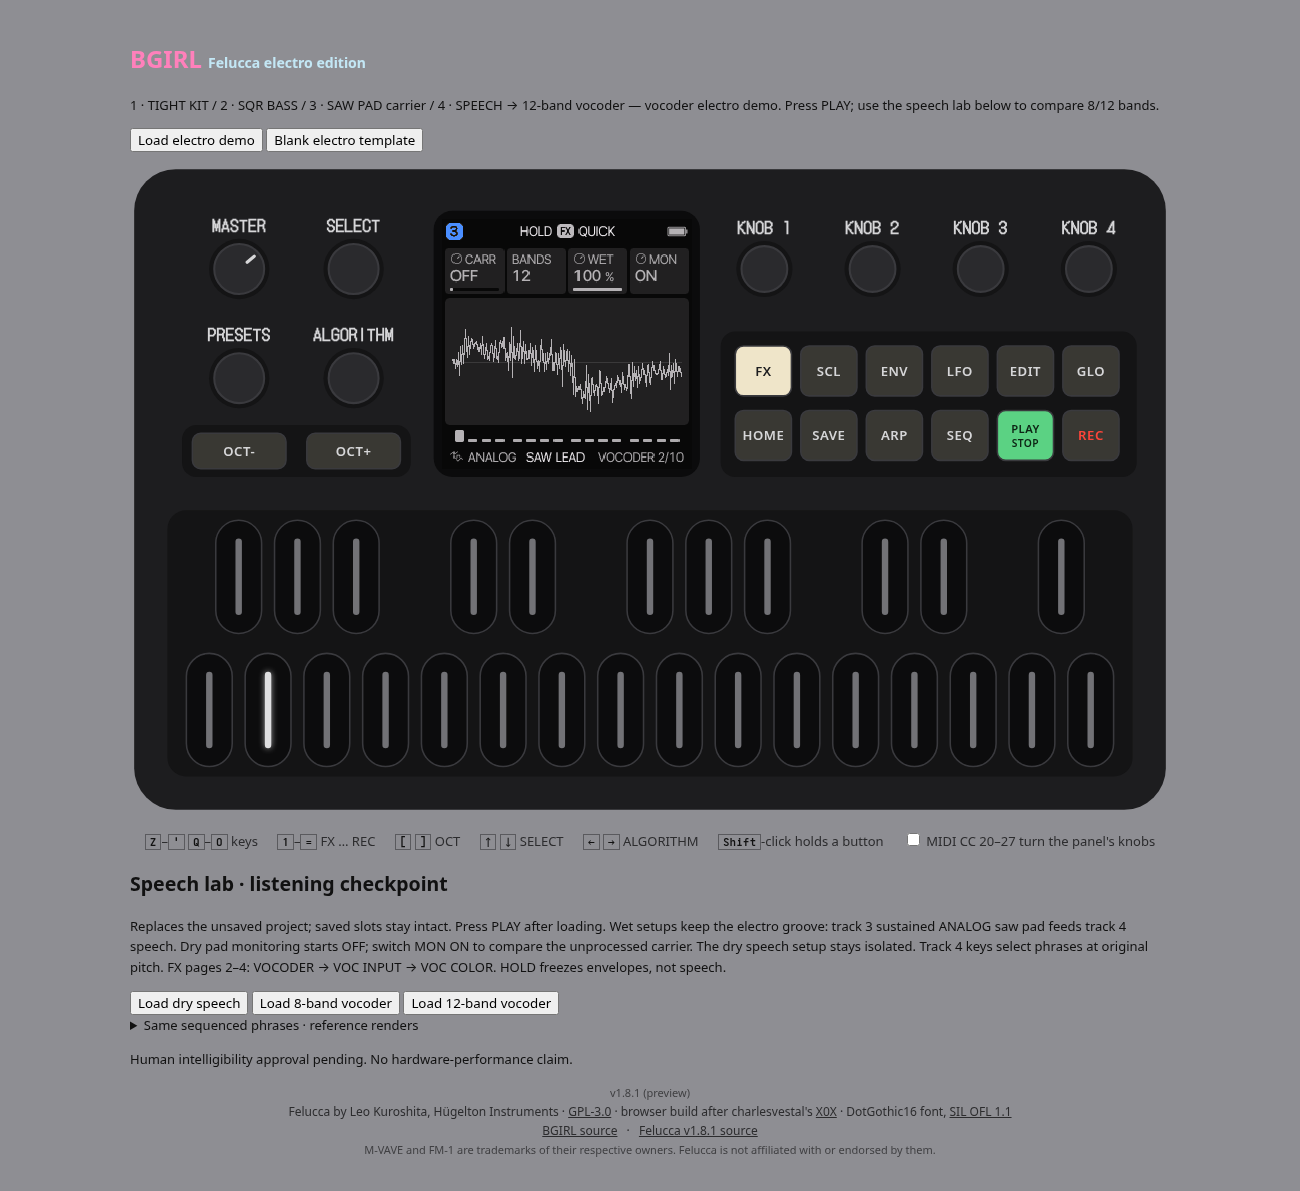 BGIRL Felucca electro edition
1 · TIGHT KIT / 2 · SQR BASS / 3 · SAW PAD carrier / 4 · SPEECH → 12-band vocoder — vocoder electro demo. Press PLAY; use the speech lab below to compare 8/12 bands.
Load electro demo Blank electro template
MASTER SELECT
3 HOLD FX QUICK
CARR BANDS WET MON
OFF 12 100 % ON
KNOB 1 KNOB 2 KNOB 3 KNOB 4
PRESETS ALGORITHM
FX SCL ENV LFO EDIT GLO
HOME SAVE ARP SEQ PLAY STOP REC
OCT- OCT+
ANALOG SAW LEAD VOCODER 2/10
Z – ' Q – O keys 1 – = FX ... REC [ ] OCT ↑ ↓ SELECT ← → ALGORITHM Shift-click holds a button MIDI CC 20–27 turn the panel's knobs
Speech lab · listening checkpoint
Replaces the unsaved project; saved slots stay intact. Press PLAY after loading. Wet setups keep the electro groove: track 3 sustained ANALOG saw pad feeds track 4
speech. Dry pad monitoring starts OFF; switch MON ON to compare the unprocessed carrier. The dry speech setup stays isolated. Track 4 keys select phrases at original
pitch. FX pages 2–4: VOCODER → VOC INPUT → VOC COLOR. HOLD freezes envelopes, not speech.
Load dry speech Load 8-band vocoder Load 12-band vocoder
▶ Same sequenced phrases · reference renders
Human intelligibility approval pending. No hardware-performance claim.
v1.8.1 (preview)
Felucca by Leo Kuroshita, Hügelton Instruments · GPL-3.0 · browser build after charlesvestal's X0X · DotGothic16 font, SIL OFL 1.1
BGIRL source · Felucca v1.8.1 source
M-VAVE and FM-1 are trademarks of their respective owners. Felucca is not affiliated with or endorsed by them.